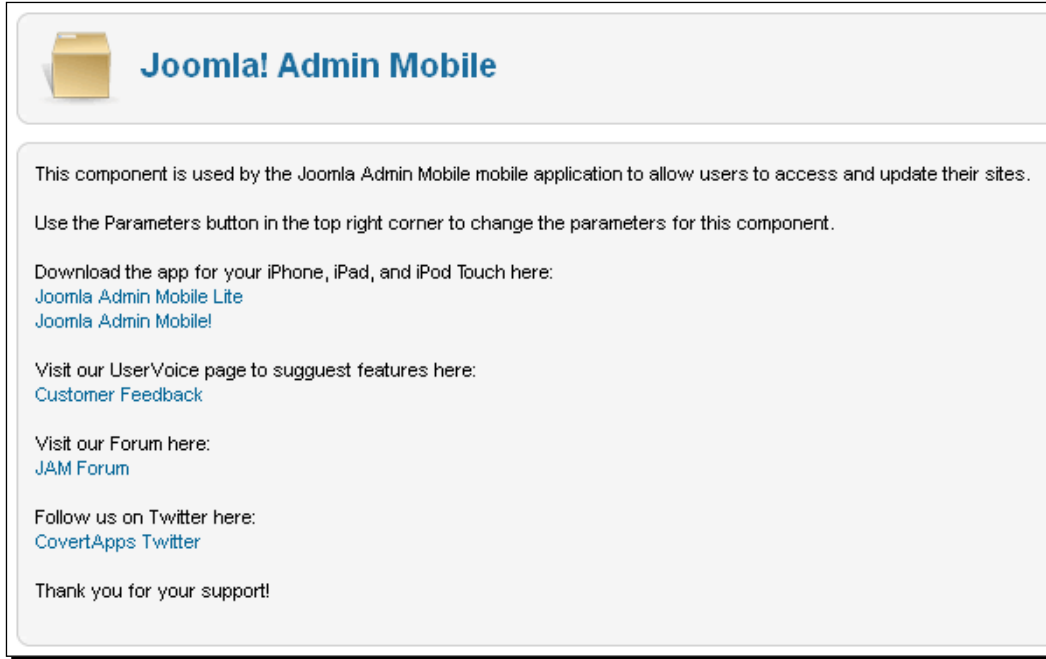 Joomla! Admin Mobile
This component is used by the Joomla Admin Mobile mobile application to allow users to access and update their sites.
Use the Parameters button in the top right corner to change the parameters for this component.
Download the app for your iPhone, iPad, and iPod Touch here:
Joomla Admin Mobile Lite
Joomla Admin Mobile!
Visit our UserVoice page to sugguest features here:
Customer Feedback
Visit our Forum here:
JAM Forum
Follow us on Twitter here:
CovertApps Twitter
Thank you for your support!